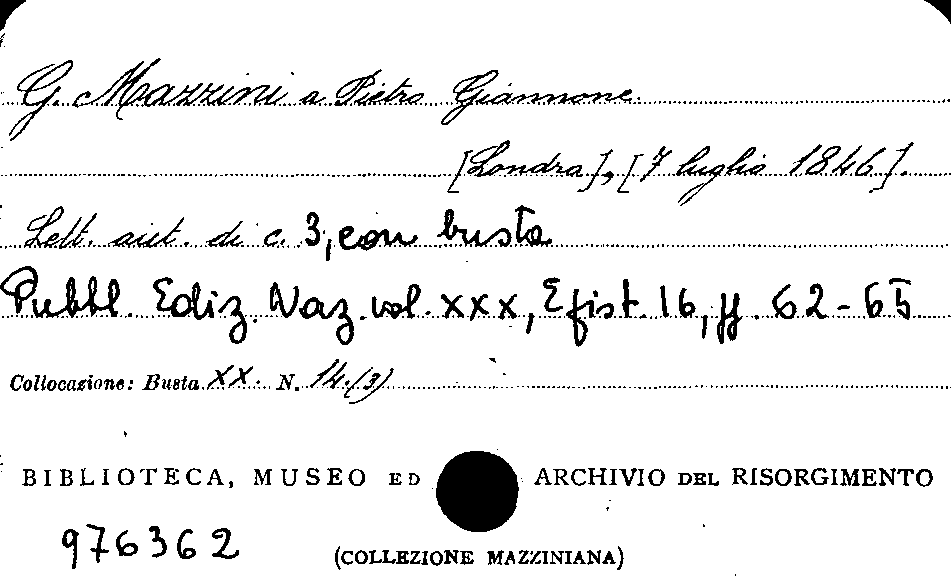 G. Mazzini a Pietro Giannone.
[Londra], [7 luglio 1846].
Lett. aut. di c. 3, con busta
Pubbl. Ediz. Naz. vol. XXX, Epist. 16, pp. 62-65
Collocazione: Busta XX. N. 14.(3)
BIBLIOTECA, MUSEO ED ARCHIVIO DEL RISORGIMENTO
976362
(COLLEZIONE MAZZINIANA)